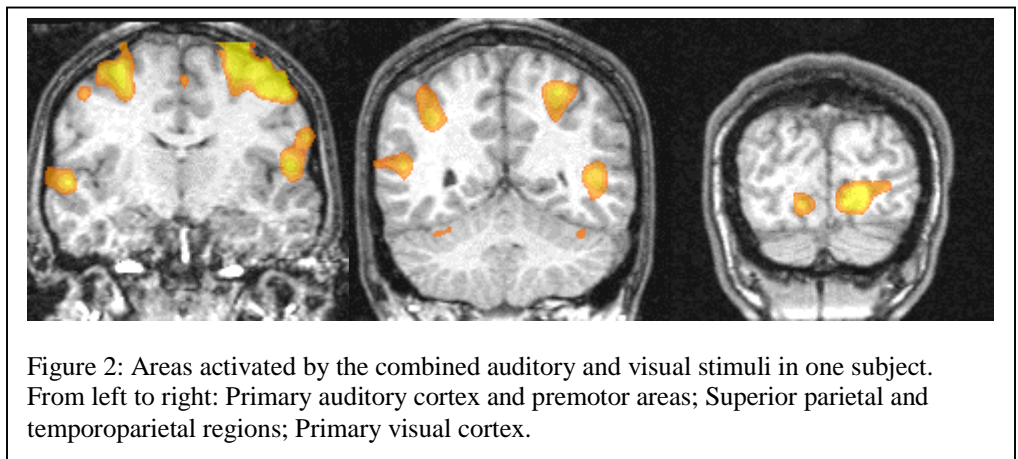 Figure 2: Areas activated by the combined auditory and visual stimuli in one subject.
From left to right: Primary auditory cortex and premotor areas; Superior parietal and
temporoparietal regions; Primary visual cortex.